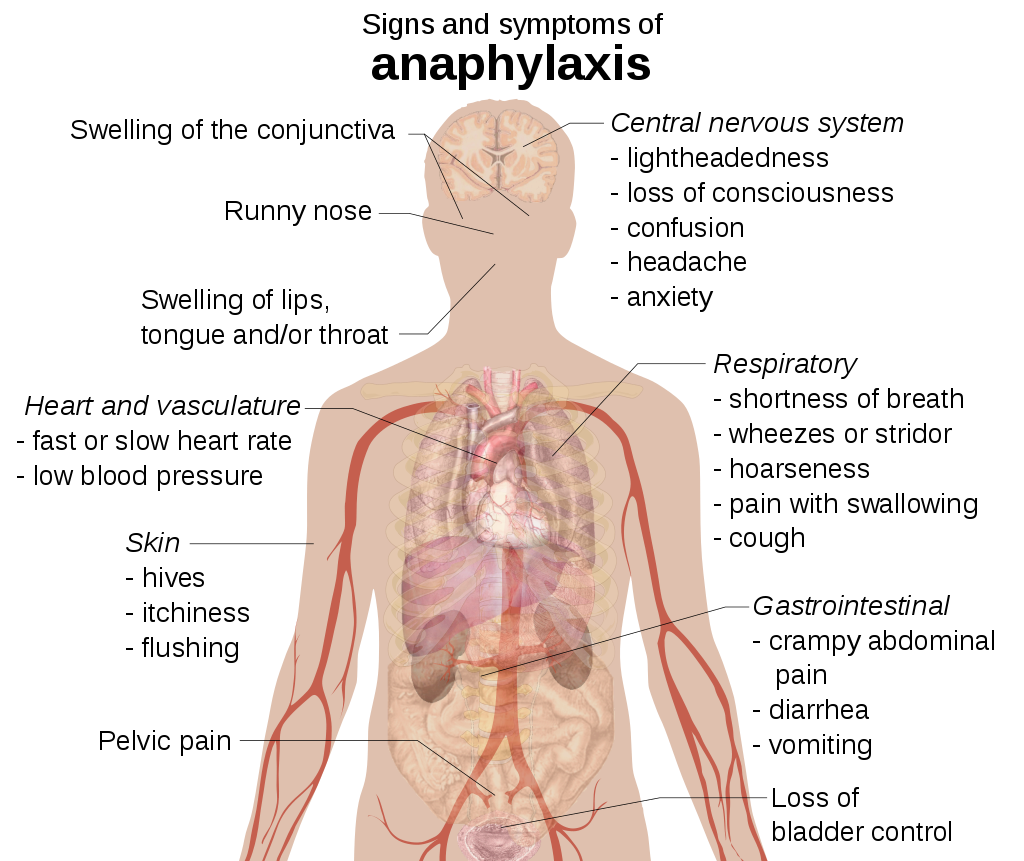 Signs and symptoms of
anaphylaxis
Swelling of the conjunctiva
Runny nose
Swelling of lips,
tongue and/or throat
Heart and vasculature
- fast or slow heart rate
- low blood pressure
Skin
- hives
- itchiness
- flushing
Pelvic pain
Central nervous system
- lightheadedness
- loss of consciousness
- confusion
- headache
- anxiety
Respiratory
- shortness of breath
- wheezes or stridor
- hoarseness
- pain with swallowing
- cough
Gastrointestinal
- crampy abdominal
pain
- diarrhea
- vomiting
Loss of
bladder control